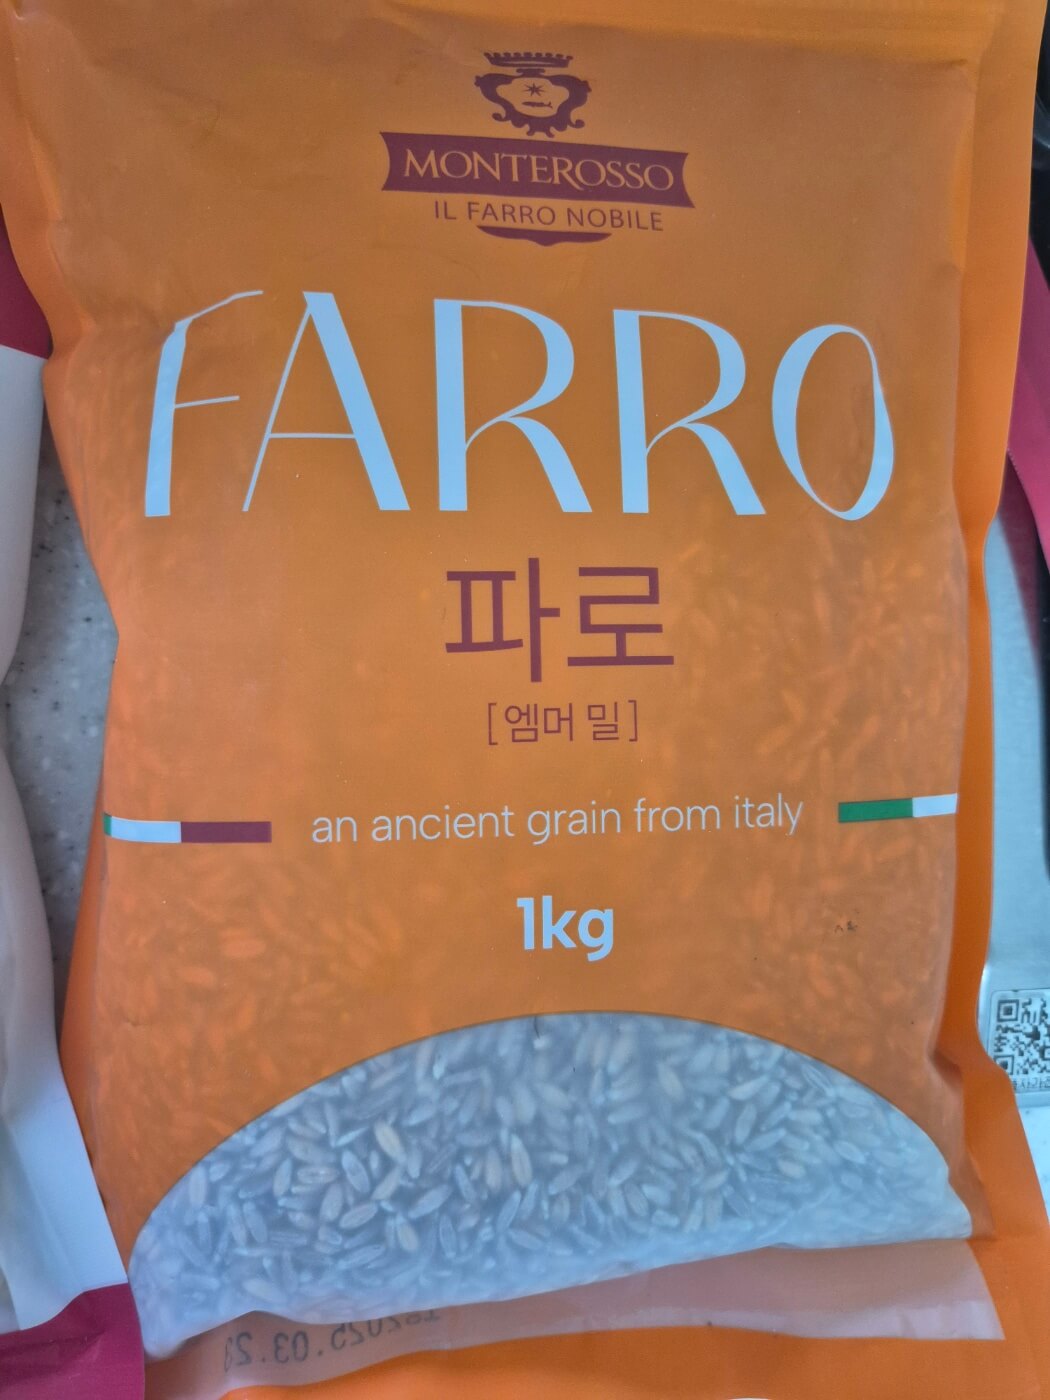 MONTEROSSO
IL FARRO NOBILE
FARRO
파로
[엠머 밀]
an ancient grain from italy
1kg